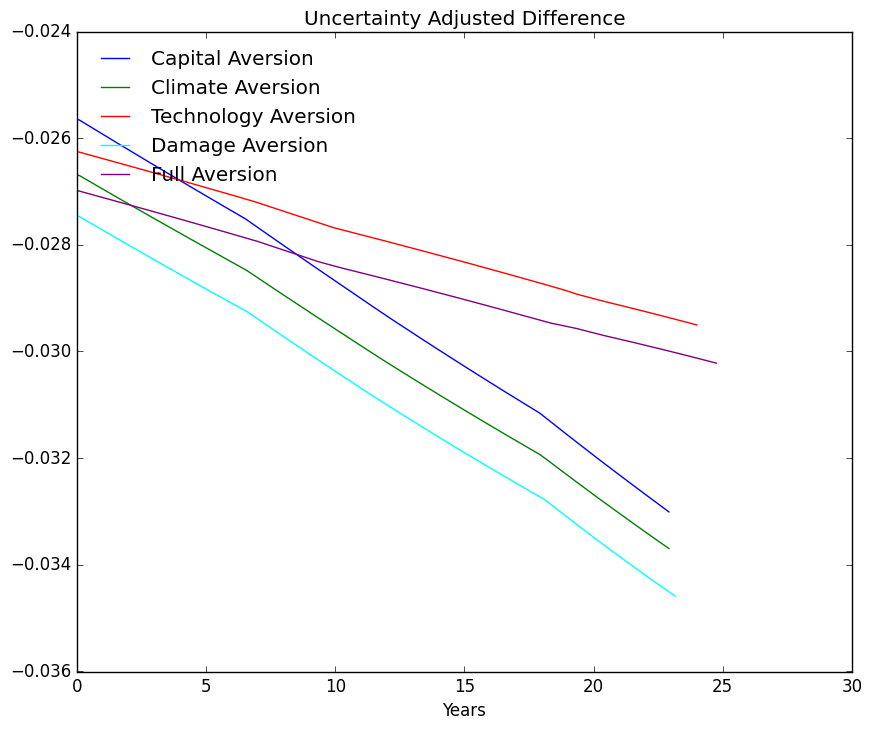 Uncertainty Adjusted Difference
−0.024
−0.026
−0.028
−0.030
−0.032
−0.034
−0.036
Capital Aversion
Climate Aversion
Technology Aversion
Damage Aversion
Full Aversion
0 5 10 15 20 25 30
Years